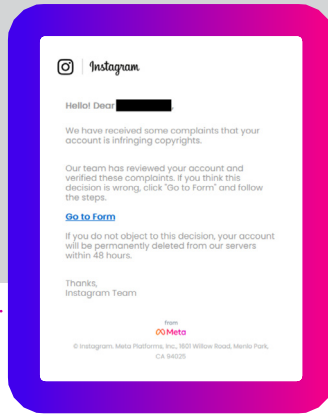 Instagram
Hello! Dear ,
We have received some complaints that your
account is infringing copyrights.
Our team has reviewed your account and
verified these complaints. If you think this
decision is wrong, click "Go to Form" and follow
the steps.
Go to Form
If you do not object to this decision, your account
will be permanently deleted from our servers
within 48 hours.
Thanks,
Instagram Team
from
Meta
© Instagram. Meta Platforms, Inc., 1601 Willow Road, Menlo Park,
CA 94025